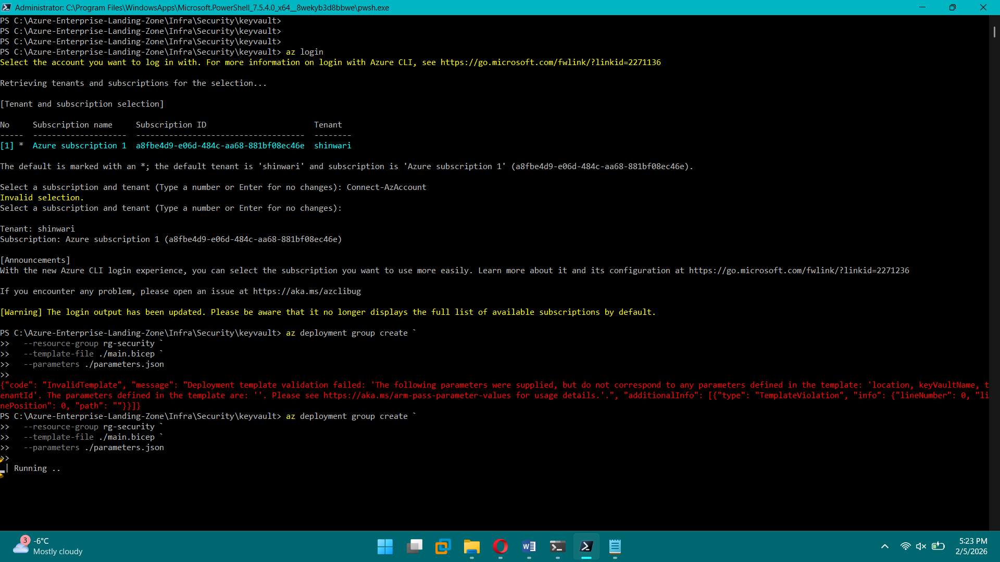 Administrator: C:\Program Files\WindowsApps\Microsoft.PowerShell_7.5.4.0_x64__8wekyb3d8bbwe\pwsh.exe
PS C:\Azure-Enterprise-Landing-Zone\Infra\Security\keyvault>
PS C:\Azure-Enterprise-Landing-Zone\Infra\Security\keyvault>
PS C:\Azure-Enterprise-Landing-Zone\Infra\Security\keyvault>
PS C:\Azure-Enterprise-Landing-Zone\Infra\Security\keyvault> az login
Select the account you want to log in with. For more information on login with Azure CLI, see https://go.microsoft.com/fwlink/?linkid=2271136
Retrieving tenants and subscriptions for the selection...
[Tenant and subscription selection]
No     Subscription name     Subscription ID                       Tenant
-----  --------------------  ------------------------------------  --------
[1] *  Azure subscription 1  a8fbe4d9-e06d-484c-aa68-881bf08ec46e  shinwari
The default is marked with an *; the default tenant is 'shinwari' and subscription is 'Azure subscription 1' (a8fbe4d9-e06d-484c-aa68-881bf08ec46e).
Select a subscription and tenant (Type a number or Enter for no changes): Connect-AzAccount
Invalid selection.
Select a subscription and tenant (Type a number or Enter for no changes):
Tenant: shinwari
Subscription: Azure subscription 1 (a8fbe4d9-e06d-484c-aa68-881bf08ec46e)
[Announcements]
With the new Azure CLI login experience, you can select the subscription you want to use more easily. Learn more about it and its configuration at https://go.microsoft.com/fwlink/?linkid=2271236
If you encounter any problem, please open an issue at https://aka.ms/azclibug
[Warning] The login output has been updated. Please be aware that it no longer displays the full list of available subscriptions by default.
PS C:\Azure-Enterprise-Landing-Zone\Infra\Security\keyvault> az deployment group create `
>>   --resource-group rg-security `
>>   --template-file ./main.bicep `
>>   --parameters ./parameters.json
>>
{"code": "InvalidTemplate", "message": "Deployment template validation failed: 'The following parameters were supplied, but do not correspond to any parameters defined in the template: 'location, keyVaultName, t
enantId'. The parameters defined in the template are: ''. Please see https://aka.ms/arm-pass-parameter-values for usage details.'.", "additionalInfo": [{"type": "TemplateViolation", "info": {"lineNumber": 0, "li
nePosition": 0, "path": ""}}]}
PS C:\Azure-Enterprise-Landing-Zone\Infra\Security\keyvault> az deployment group create `
>>   --resource-group rg-security `
>>   --template-file ./main.bicep `
>>   --parameters ./parameters.json
>>
| Running ..
3
-6°C
Mostly cloudy
5:23 PM
2/5/2026